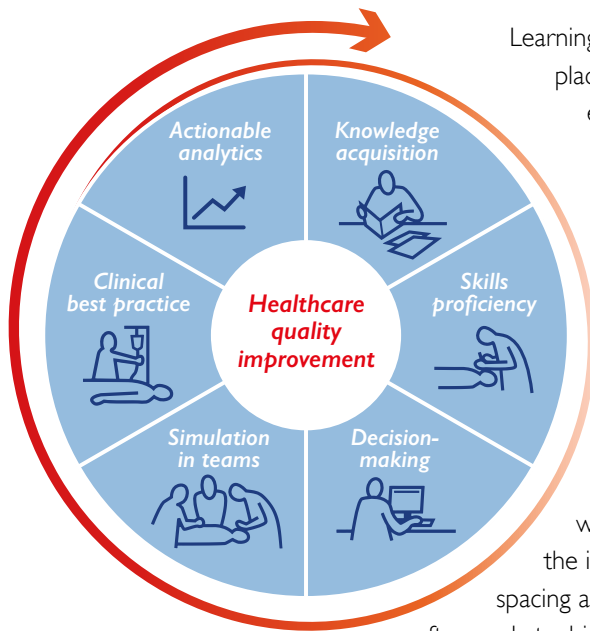 Learning
plac
e
Actionable
analytics
Knowledge
acquisition
Clinical
best practice
Healthcare
quality
improvement
Skills
proficiency
Simulation
in teams
Decision-
making
w
the i
spacing a